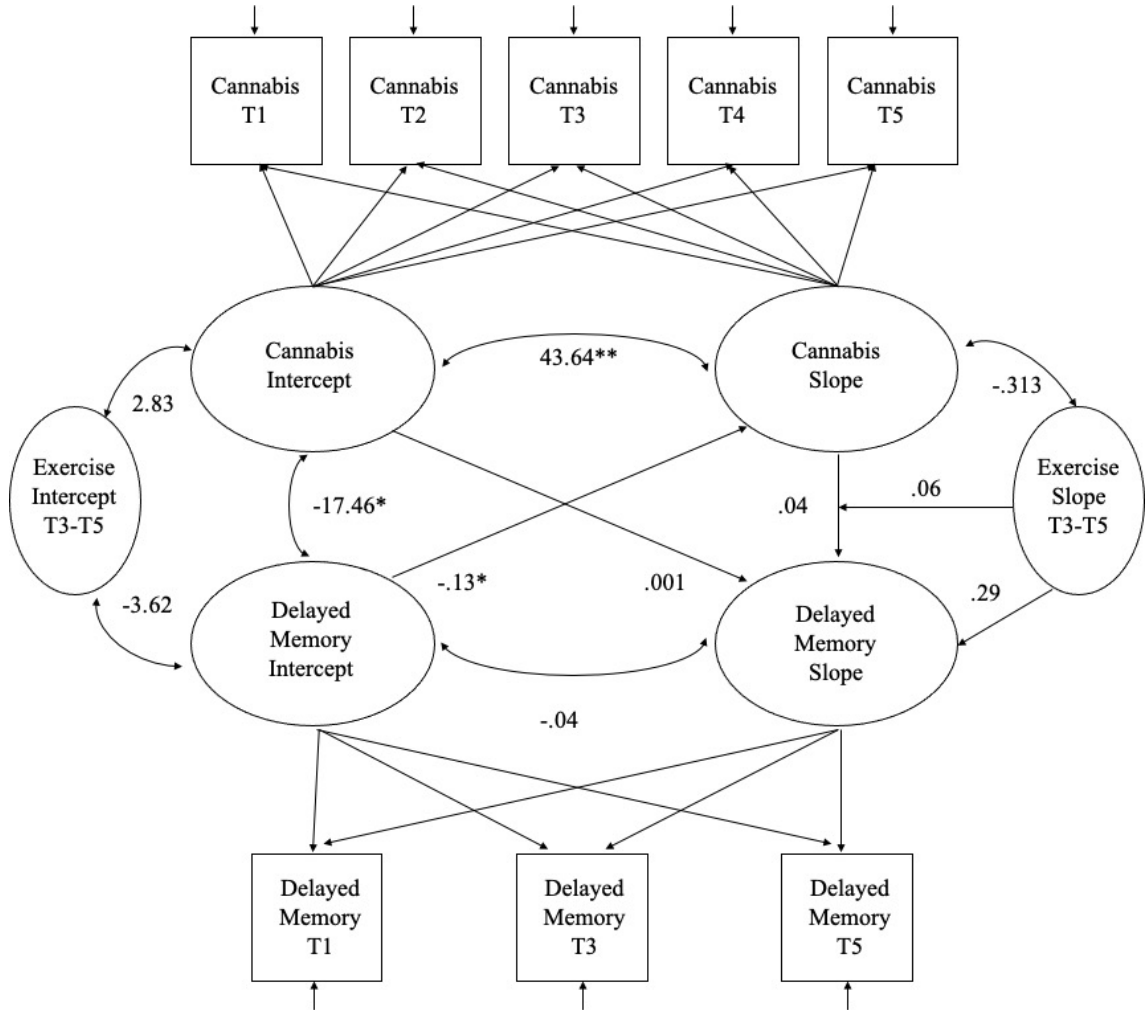 Cannabis
T1
Cannabis
T2
Cannabis
T3
Cannabis
T4
Cannabis
T5
Cannabis
Intercept
43.64**
Cannabis
Slope
2.83
-.313
Exercise
Intercept
T3-T5
-17.46*
.04
.06
Exercise
Slope
T3-T5
-3.62
Delayed
Memory
Intercept
-.13*
.001
Delayed
Memory
Slope
.29
-.04
Delayed
Memory
T1
Delayed
Memory
T3
Delayed
Memory
T5